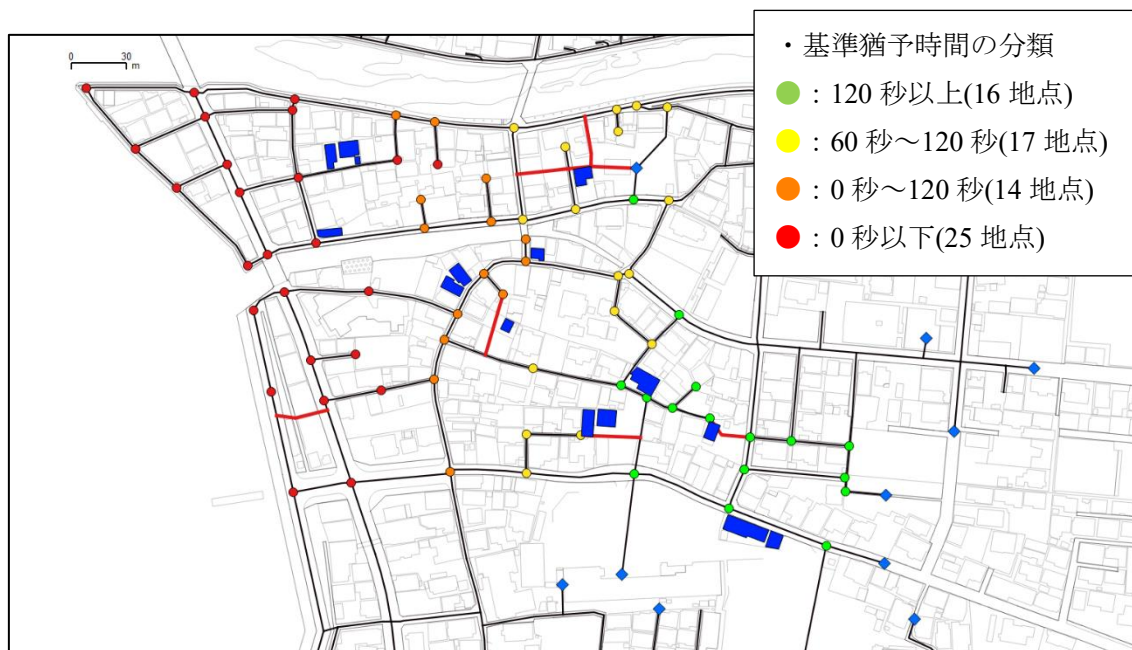 0 30
m
・基準猶予時間の分類
：120 秒以上(16 地点)
：60 秒～120 秒(17 地点)
：0 秒～120 秒(14 地点)
：0 秒以下(25 地点)